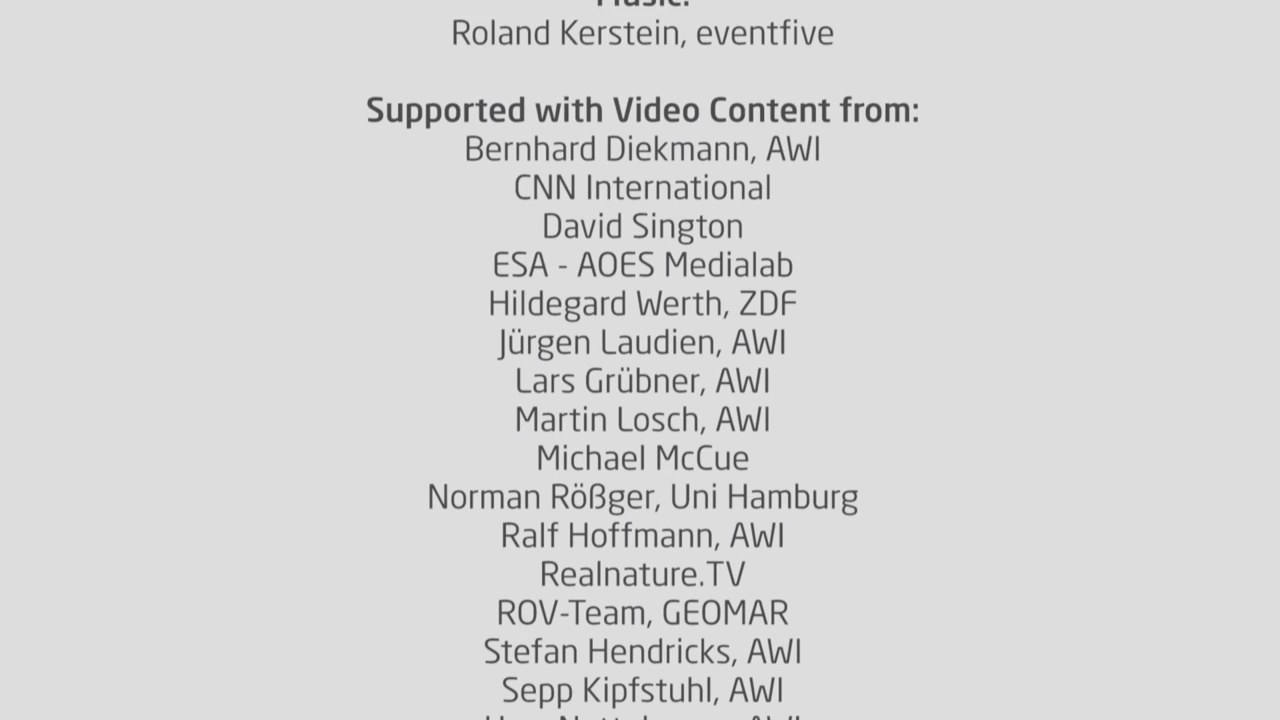 Music:
Roland Kerstein, eventfive
Supported with Video Content from:
Bernhard Diekmann, AWI
CNN International
David Sington
ESA - AOES Medialab
Hildegard Werth, ZDF
Jürgen Laudien, AWI
Lars Grübner, AWI
Martin Losch, AWI
Michael McCue
Norman Rößger, Uni Hamburg
Ralf Hoffmann, AWI
Realnature.TV
ROV-Team, GEOMAR
Stefan Hendricks, AWI
Sepp Kipfstuhl, AWI